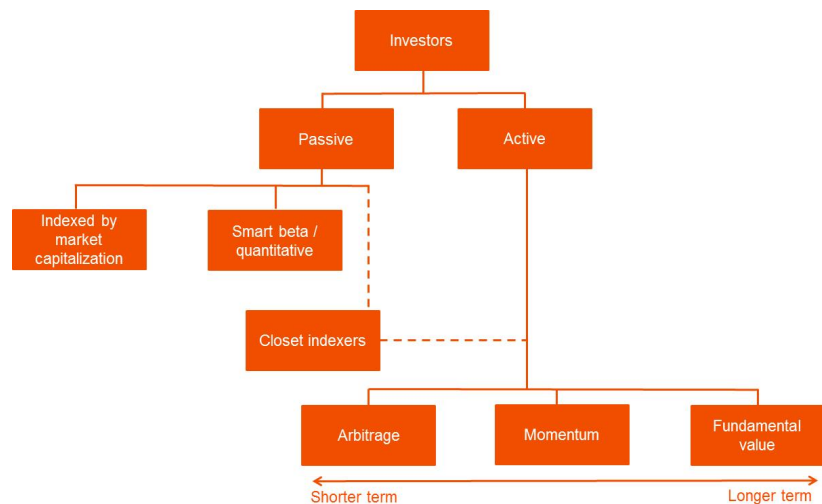 Investors
Passive
Active
Indexed by
market
capitalization
Smart beta /
quantitative
Closet indexers
Arbitrage
Momentum
Fundamental
value
Shorter term
Longer term